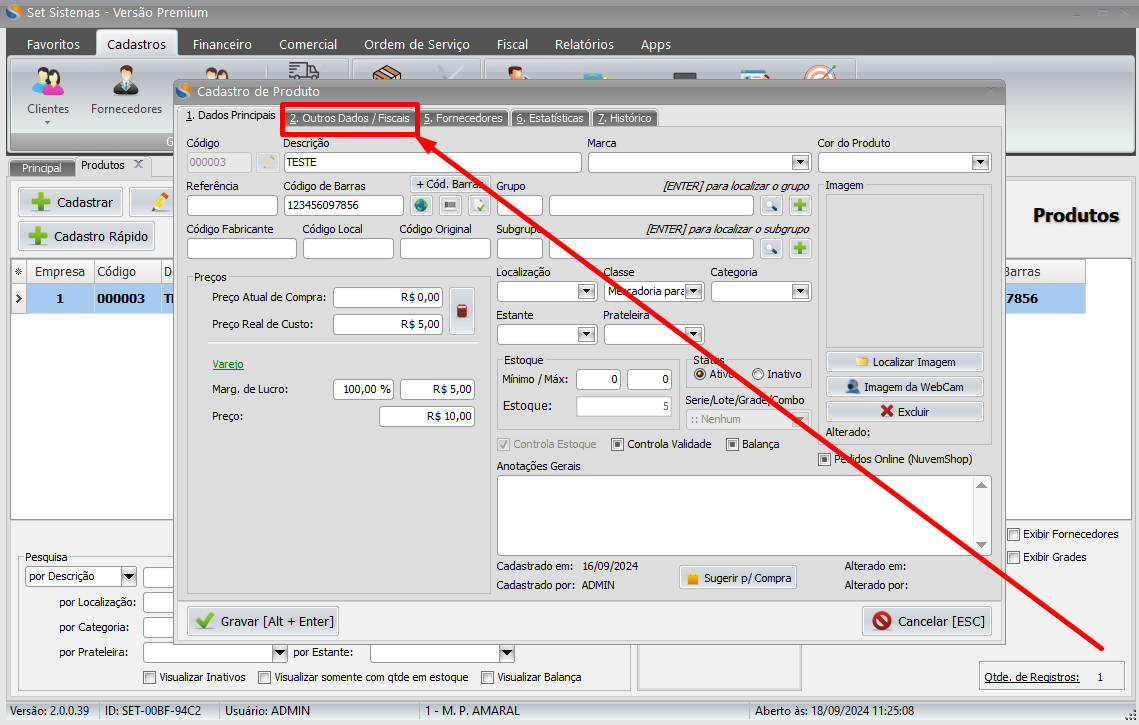 Set Sistemas - Versão Premium
Favoritos Cadastros Financeiro Comercial Ordem de Serviço Fiscal Relatórios Apps
Clientes Fornecedores
Cadastro de Produto
1. Dados Principais 2. Outros Dados / Fiscais 5. Fornecedores 6. Estatísticas 7. Histórico
Principal Produtos X
Código Descrição Marca Cor do Produto
000003 TESTE
Referência Código de Barras + Cód. Barras Grupo [ENTER] para localizar o grupo Imagem
123456097856
Cadastrar
Produtos
Código Fabricante Código Local Código Original Subgrupo [ENTER] para localizar o subgrupo
Cadastro Rápido
Empresa Código Barras
Preços Localização Classe Categoria
1 000003 7856
Preço Atual de Compra: R$ 0,00 Mercadoria para
Preço Real de Custo: R$ 5,00 Estante Prateleira
Varejo Estoque Status Localizar Imagem
Mínimo / Máx: 0 0 Ativo Inativo
Marg. de Lucro: 100,00 % R$ 5,00 Imagem da WebCam
Serie/Lote/Grade/Combo
Estoque: 5
Preço: R$ 10,00 :: Nenhum Excluir
Alterado:
Controla Estoque Controla Validade Balança
Pedidos Online (NuvemShop)
Anotações Gerais
Exibir Fornecedores
Exibir Grades
Pesquisa
por Descrição
Cadastrado em: 16/09/2024 Alterado em:
Sugerir p/ Compra
Cadastrado por: ADMIN Alterado por:
por Localização:
Gravar [Alt + Enter] Cancelar [ESC]
por Categoria:
por Prateleira: por Estante:
Visualizar Inativos Visualizar somente com qtde em estoque Visualizar Balança
Qtde. de Registros: 1
Versão: 2.0.0.39 ID: SET-00BF-94C2 Usuário: ADMIN 1 - M. P. AMARAL Aberto às: 18/09/2024 11:25:08